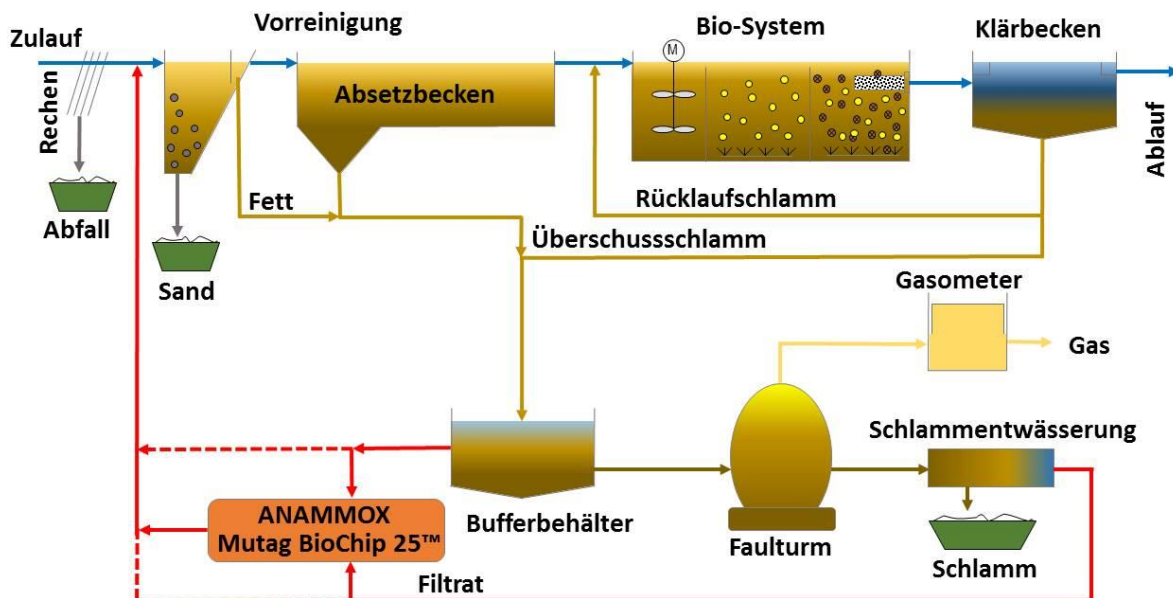 Vorreinigung
Bio-System
Klärbecken
Zulauf
M
Rechen
Absetzbecken
Ablauf
Fett
Rücklaufschlamm
Abfall
Überschussschlamm
Sand
Gasometer
Gas
Schlammentwässerung
ANAMMOX
Mutag BioChip 25™
Bufferbehälter
Faulturm
Schlamm
Filtrat